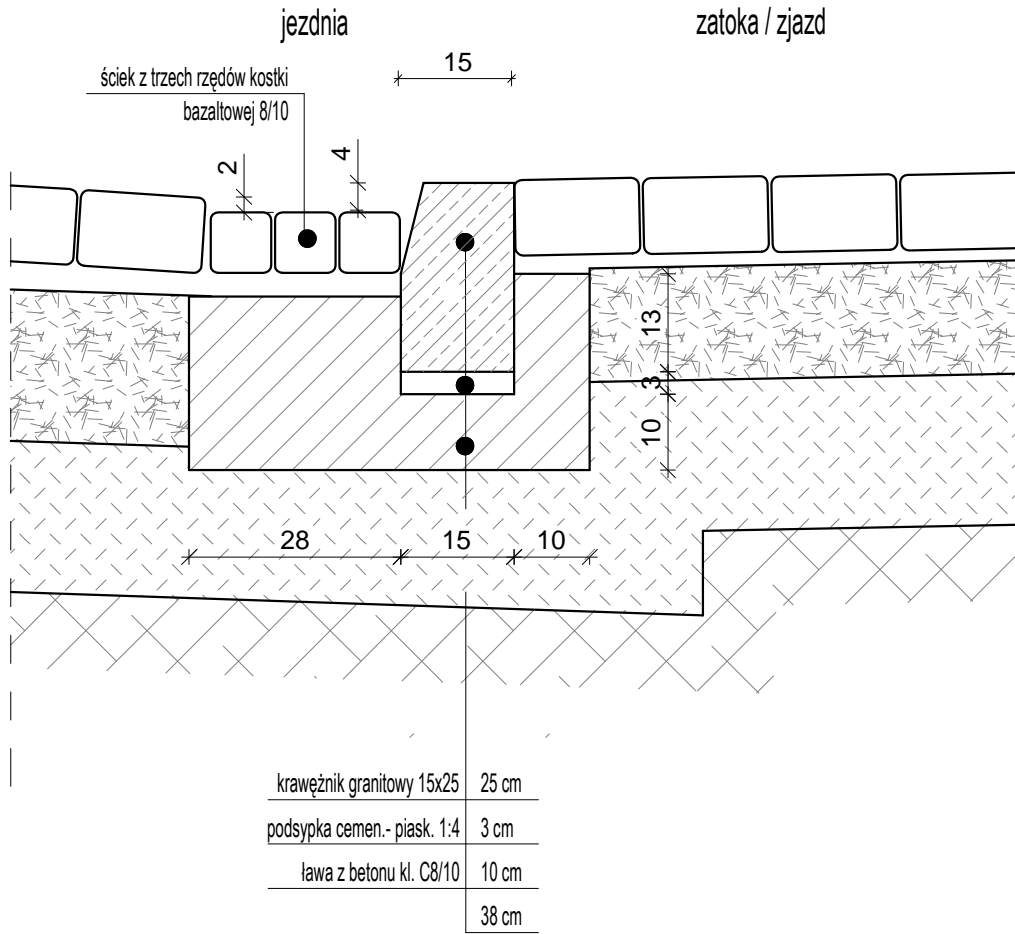 jezdnia
zatoka / zjazd
15
ściek z trzech rzędów kostki
bazaltowej 8/10
2
4
13
3
10
28
15
10
krawężnik granitowy 15x25 25 cm
podsypka cemen.- piask. 1:4 3 cm
ława z betonu kl. C8/10 10 cm
38 cm